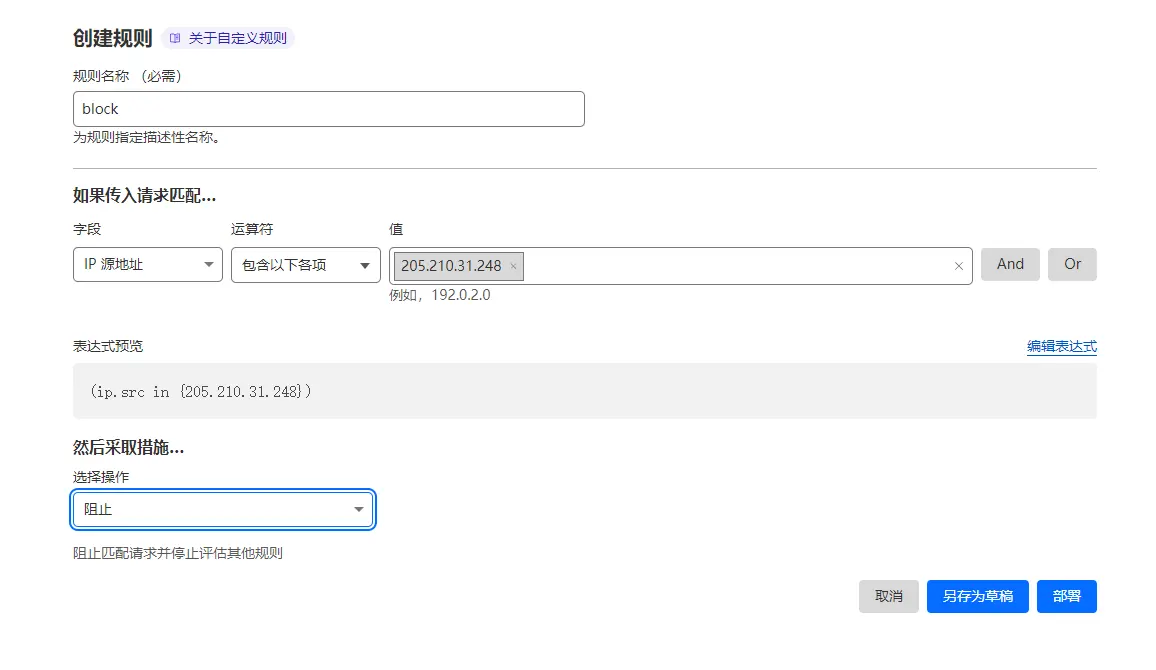 创建规则 关于自定义规则
规则名称 （必需）
block
为规则指定描述性名称。
如果传入请求匹配...
字段 运算符 值
IP 源地址 包含以下各项 205.210.31.248 × × And Or
例如，192.0.2.0
表达式预览 编辑表达式
(ip.src in {205.210.31.248})
然后采取措施...
选择操作
阻止
阻止匹配请求并停止评估其他规则
取消 另存为草稿 部署